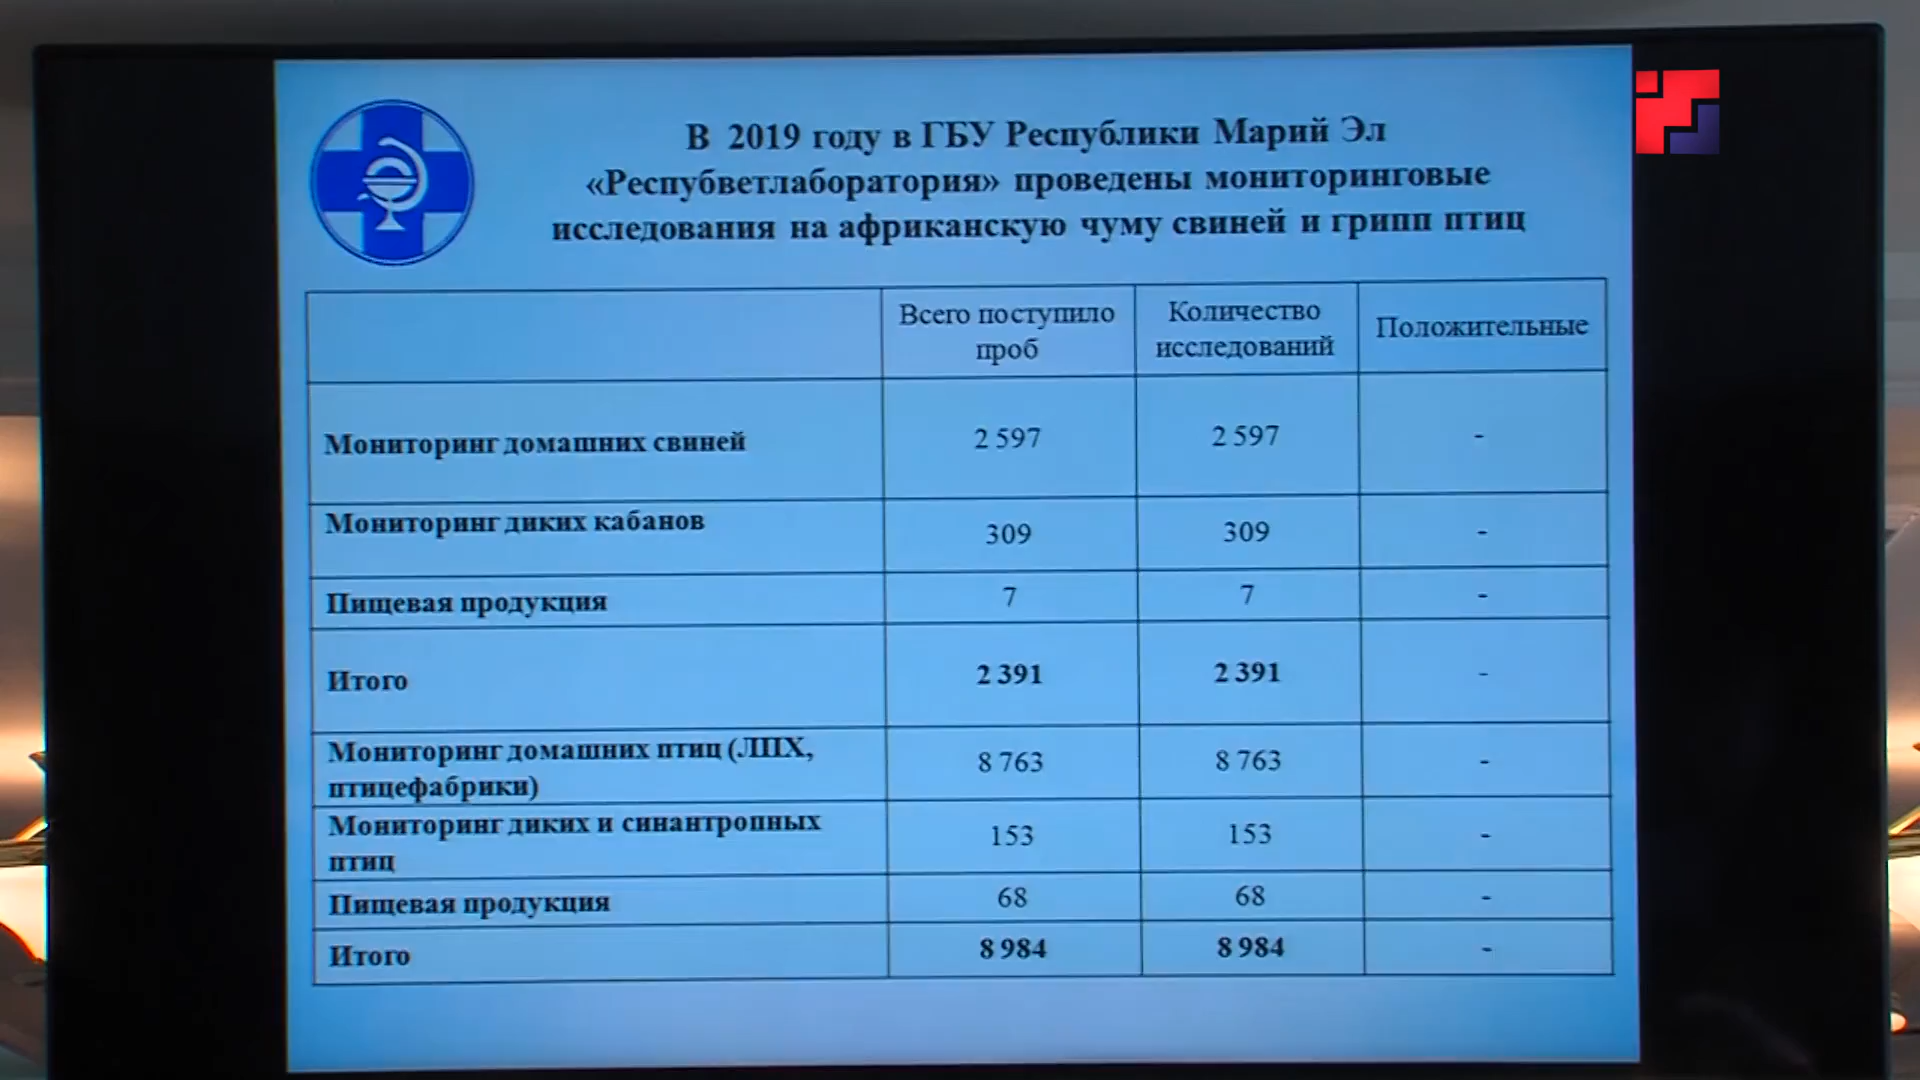 В 2019 году в ГБУ Республики Марий Эл
«Республетлаборатория» проведены мониторинговые
исследования на африканскую чуму свиней и грипп птиц
Всего поступило
проб
Количество
исследований
Положительные
Мониторинг домашних свиней
2 597
2 597
-
Мониторинг диких кабанов
309
309
-
Пищевая продукция
7
7
-
Итого
2 391
2 391
-
Мониторинг домашних птиц (ЛПХ,
птицефабрики)
8 763
8 763
-
Мониторинг диких и синантропных
птиц
153
153
-
Пищевая продукция
68
68
-
Итого
8 984
8 984
-